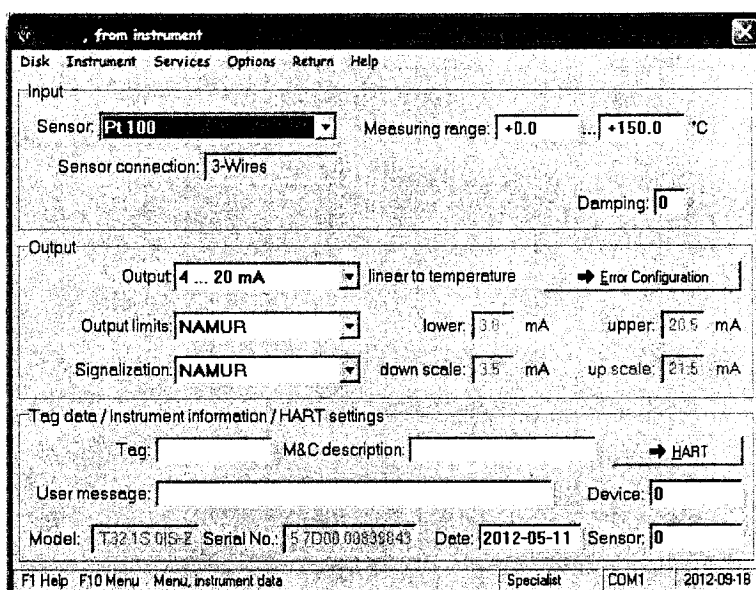 , from instrument
Disk Instrument Services Options Return Help
Input
Sensor: Pt 100 Measuring range: +0.0 ... +150.0 °C
Sensor connection: 3-Wires
Damping: 0
Output
Output: 4 ... 20 mA linear to temperature Error Configuration
Output limits: NAMUR lower: 3.8 mA upper: 20.5 mA
Signalization: NAMUR down scale: 3.5 mA up scale: 21.5 mA
Tag data / Instrument information / HART settings
Tag: M&C description: HART
User message: Device: 0
Model: Serial No.: Date: 2012-05-11 Sensor: 0
F1 Help F10 Menu Menu, instrument data Specialist COM1 2012-09-18